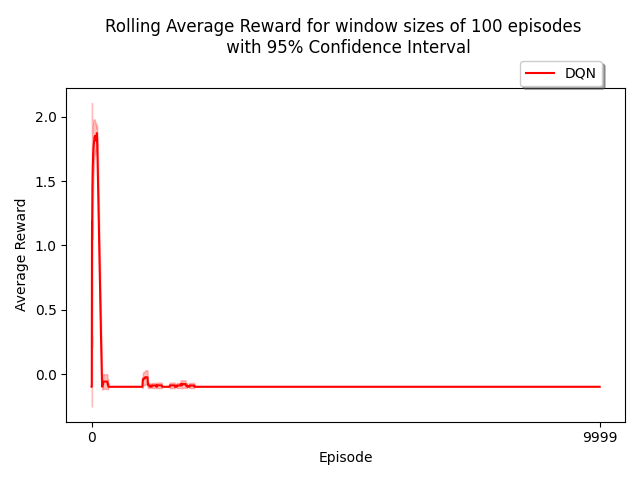 Rolling Average Reward for window sizes of 100 episodes
with 95% Confidence Interval
DQN
2.0
1.5
1.0
0.5
0.0
Average Reward
0
9999
Episode